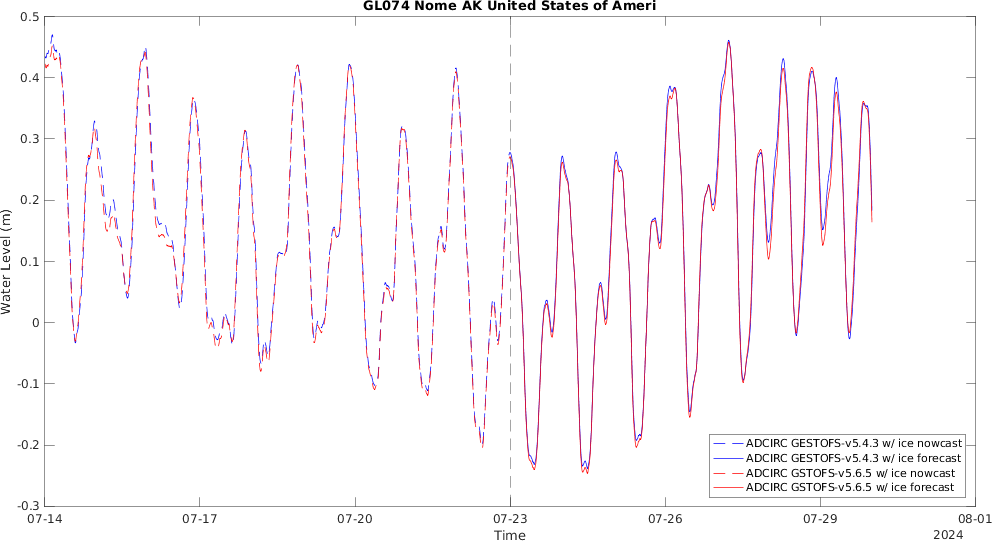 GL074 Nome AK United States of Ameri
0.5
0.4
0.3
0.2
0.1
0
-0.1
-0.2
-0.3
Water Level (m)
ADCIRC GESTOFS-v5.4.3 w/ ice nowcast
ADCIRC GESTOFS-v5.4.3 w/ ice forecast
ADCIRC GSTOFS-v5.6.5 w/ ice nowcast
ADCIRC GSTOFS-v5.6.5 w/ ice forecast
07-14 07-17 07-20 07-23 07-26 07-29 08-01
Time
2024